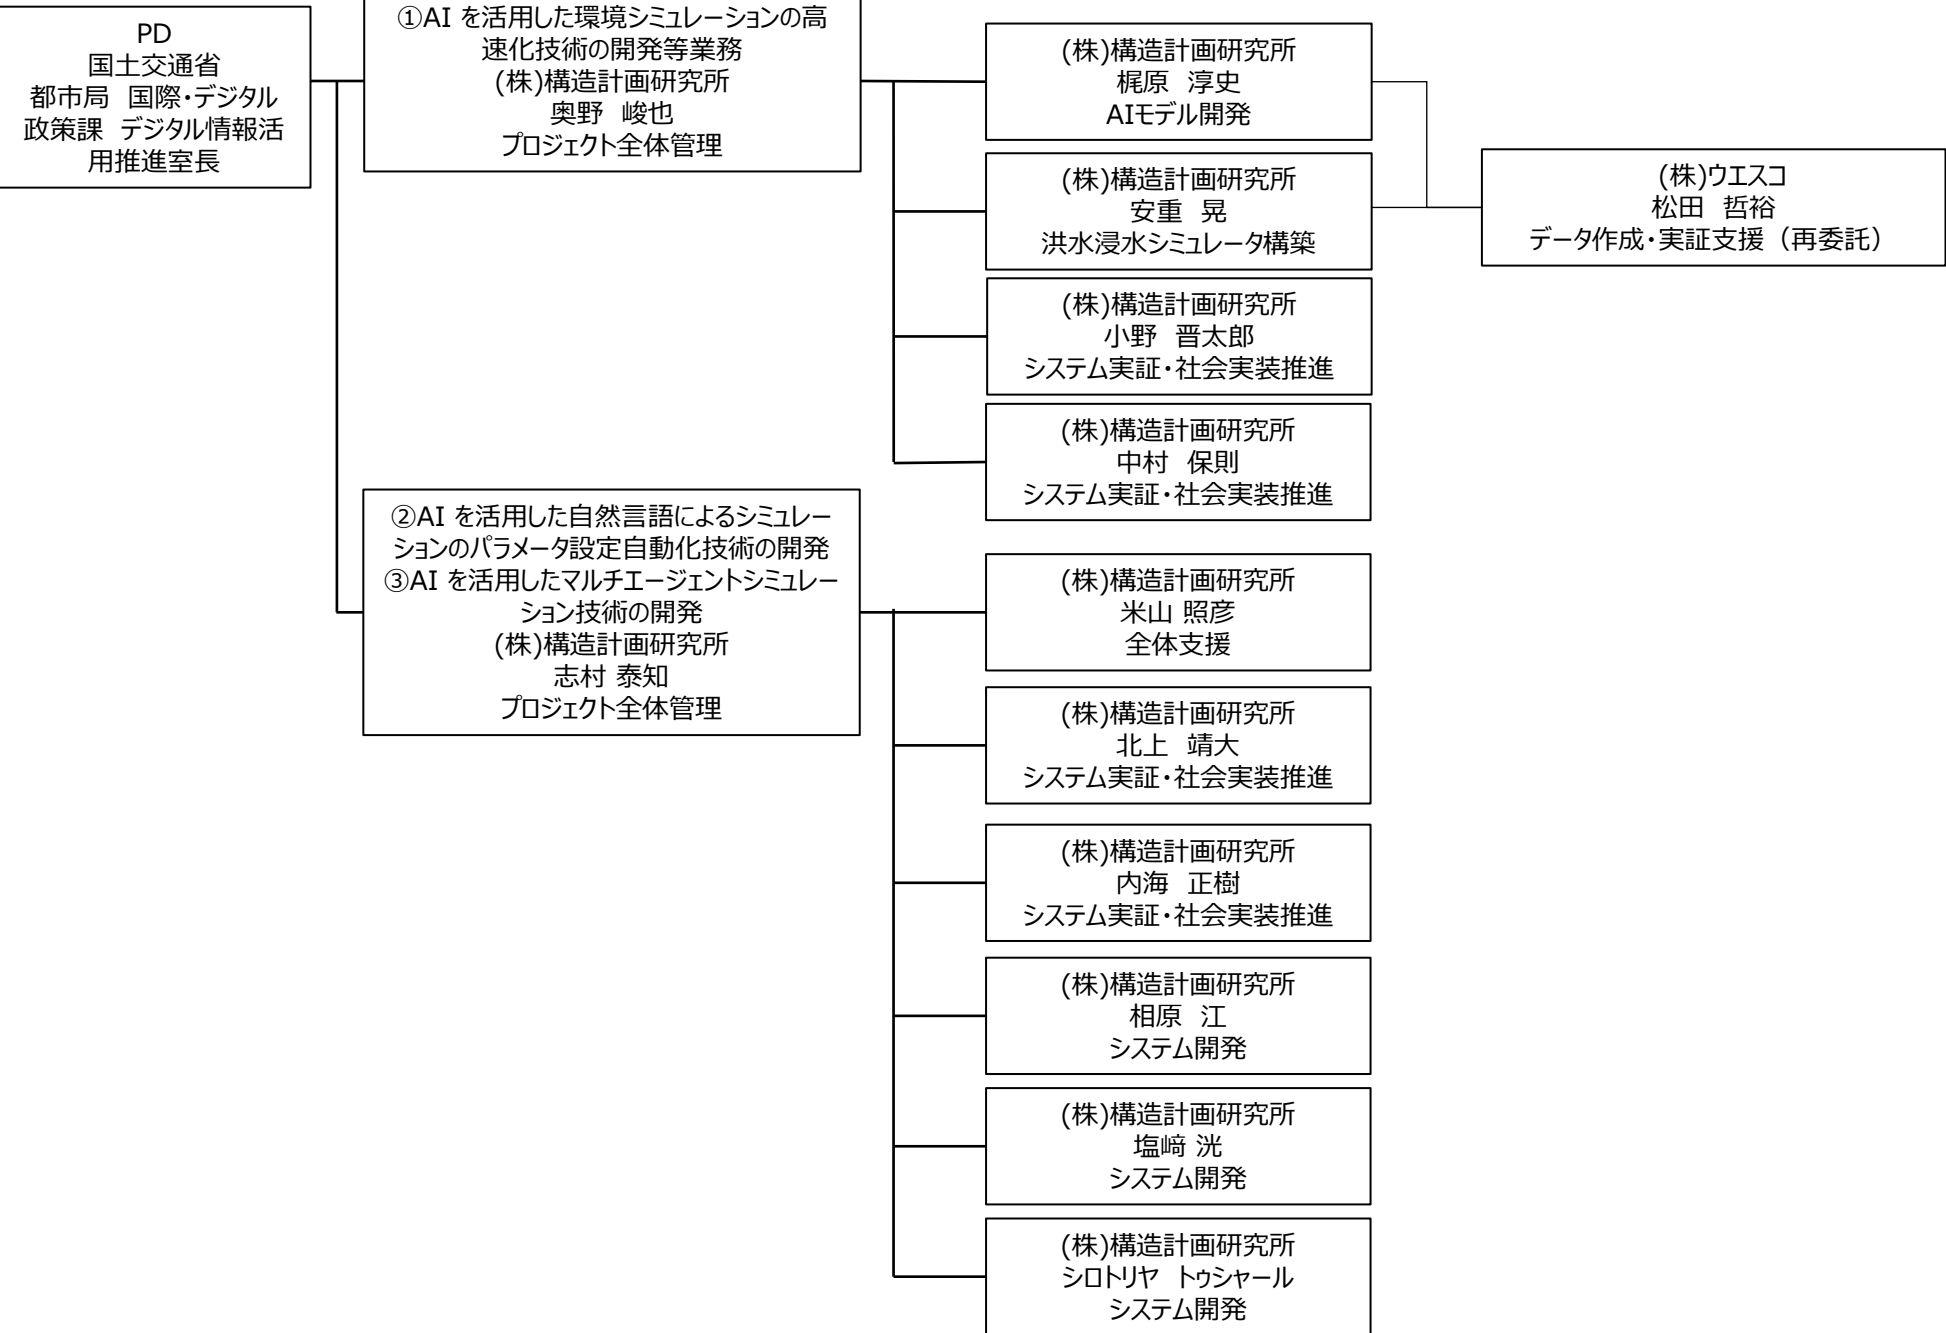 PD
国土交通省
都市局 国際・デジタル
政策課 デジタル情報活
用推進室長
①AI を活用した環境シミュレーションの高
速化技術の開発等業務
(株)構造計画研究所
奥野 峻也
プロジェクト全体管理
(株)構造計画研究所
梶原 淳史
AIモデル開発
(株)構造計画研究所
安重 晃
洪水浸水シミュレータ構築
(株)ウエスコ
松田 哲裕
データ作成・実証支援（再委託）
(株)構造計画研究所
小野 晋太郎
システム実証・社会実装推進
(株)構造計画研究所
中村 保則
システム実証・社会実装推進
②AI を活用した自然言語によるシミュレー
ションのパラメータ設定自動化技術の開発
③AI を活用したマルチエージェントシミュレー
ション技術の開発
(株)構造計画研究所
志村 泰知
プロジェクト全体管理
(株)構造計画研究所
米山 照彦
全体支援
(株)構造計画研究所
北上 靖大
システム実証・社会実装推進
(株)構造計画研究所
内海 正樹
システム実証・社会実装推進
(株)構造計画研究所
相原 江
システム開発
(株)構造計画研究所
塩﨑 洸
システム開発
(株)構造計画研究所
シロトリヤ トゥシャール
システム開発